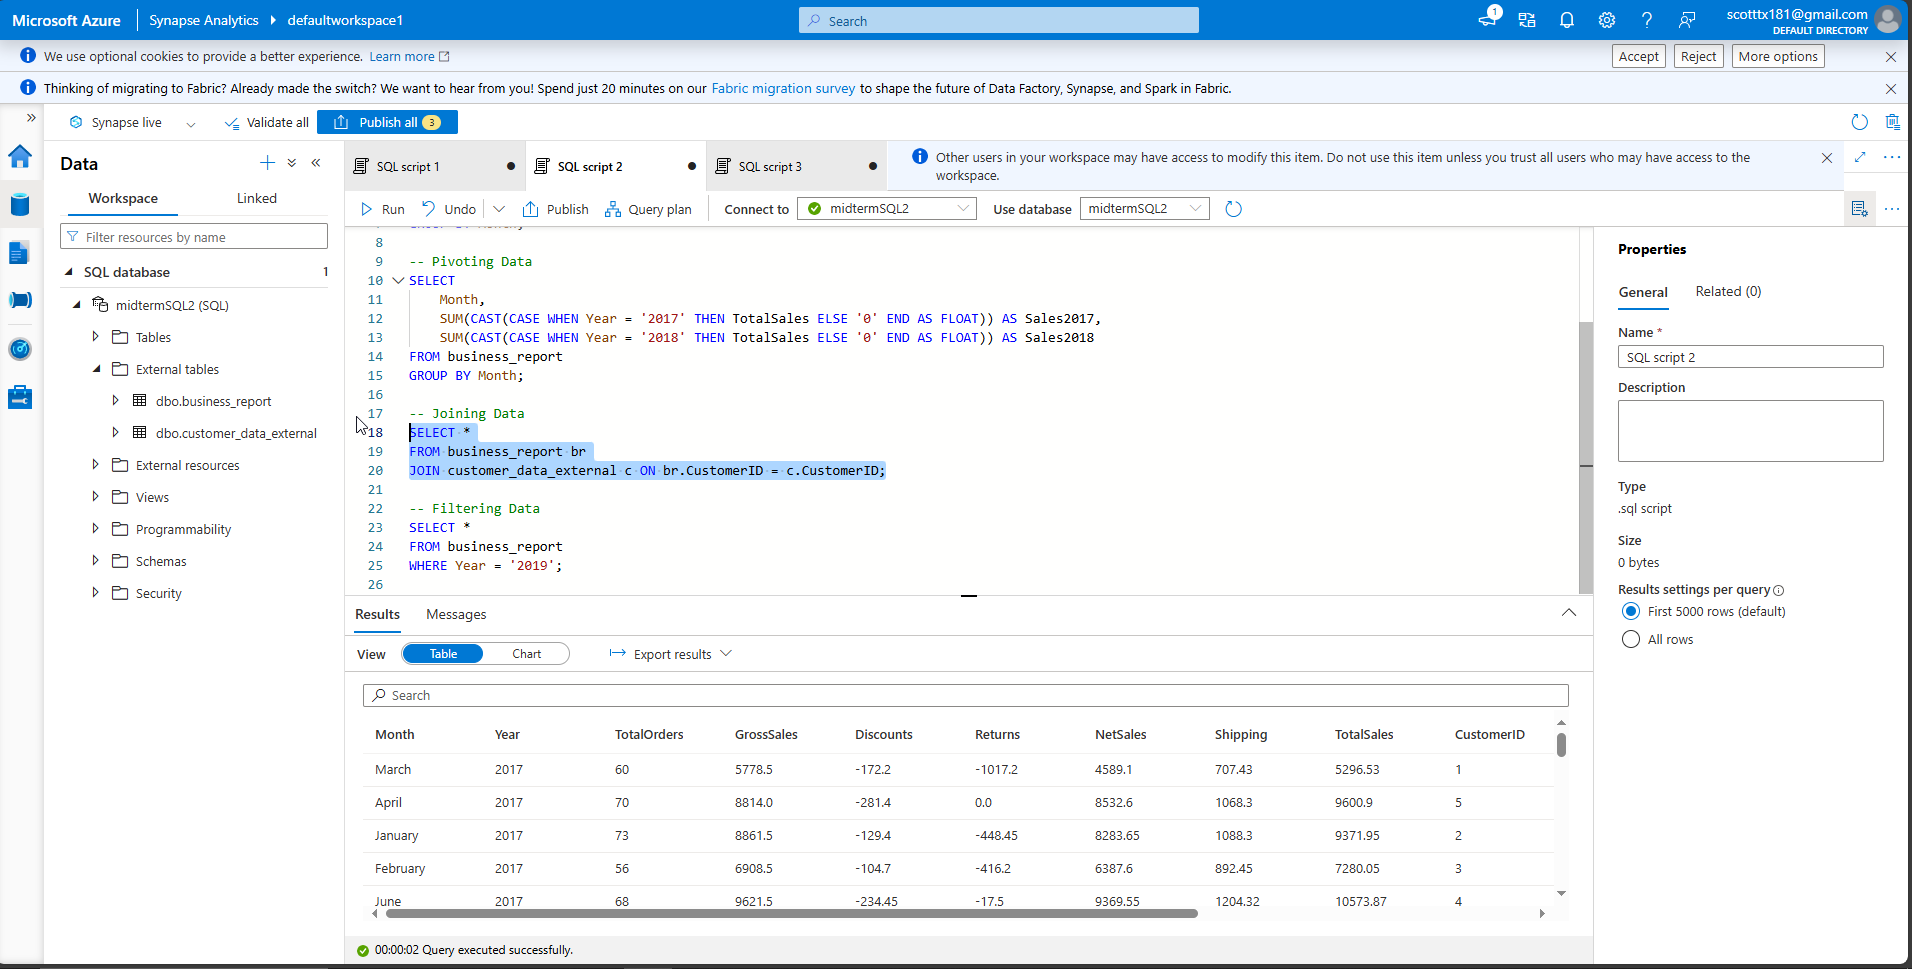 Microsoft Azure
Synapse Analytics
defaultworkspace1
Search
1
scotttx181@gmail.com
DEFAULT DIRECTORY
We use optional cookies to provide a better experience. Learn more
Accept
Reject
More options
Thinking of migrating to Fabric? Already made the switch? We want to hear from you! Spend just 20 minutes on our Fabric migration survey to shape the future of Data Factory, Synapse, and Spark in Fabric.
Synapse live
Validate all
Publish all 3
Data
Workspace
Linked
Filter resources by name
SQL database 1
midtermSQL2 (SQL)
Tables
External tables
dbo.business_report
dbo.customer_data_external
External resources
Views
Programmability
Schemas
Security
SQL script 1
SQL script 2
SQL script 3
Other users in your workspace may have access to modify this item. Do not use this item unless you trust all users who may have access to the
workspace.
Run
Undo
Publish
Query plan
Connect to
midtermSQL2
Use database
midtermSQL2
8
9 -- Pivoting Data
10 SELECT
11 Month,
12 SUM(CAST(CASE WHEN Year = '2017' THEN TotalSales ELSE '0' END AS FLOAT)) AS Sales2017,
13 SUM(CAST(CASE WHEN Year = '2018' THEN TotalSales ELSE '0' END AS FLOAT)) AS Sales2018
14 FROM business_report
15 GROUP BY Month;
16
17 -- Joining Data
18 SELECT *
19 FROM business_report br
20 JOIN customer_data_external c ON br.CustomerID = c.CustomerID;
21
22 -- Filtering Data
23 SELECT *
24 FROM business_report
25 WHERE Year = '2019';
26
Results
Messages
View
Table
Chart
Export results
Search
Month Year TotalOrders GrossSales Discounts Returns NetSales Shipping TotalSales CustomerID
March 2017 60 5778.5 -172.2 -1017.2 4589.1 707.43 5296.53 1
April 2017 70 8814.0 -281.4 0.0 8532.6 1068.3 9600.9 5
January 2017 73 8861.5 -129.4 -448.45 8283.65 1088.3 9371.95 2
February 2017 56 6908.5 -104.7 -416.2 6387.6 892.45 7280.05 3
June 2017 68 9621.5 -234.45 -17.5 9369.55 1204.32 10573.87 4
00:00:02 Query executed successfully.
Properties
General
Related (0)
Name *
SQL script 2
Description
Type
.sql script
Size
0 bytes
Results settings per query
First 5000 rows (default)
All rows